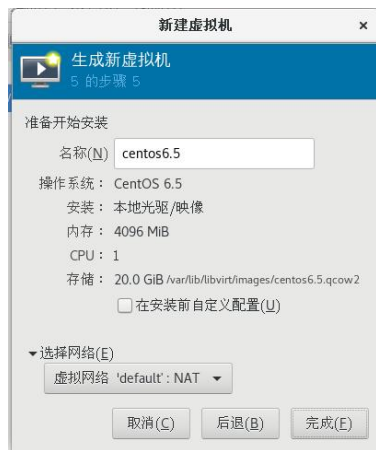 新建虚拟机 ×
生成新虚拟机
5 的步骤 5
准备开始安装
名称(N) centos6.5
操作系统： CentOS 6.5
安装： 本地光驱/映像
内存： 4096 MiB
CPU： 1
存储： 20.0 GiB /var/lib/libvirt/images/centos6.5.qcow2
在安装前自定义配置(U)
▼选择网络(E)
虚拟网络 'default' : NAT
取消(C) 后退(B) 完成(F)